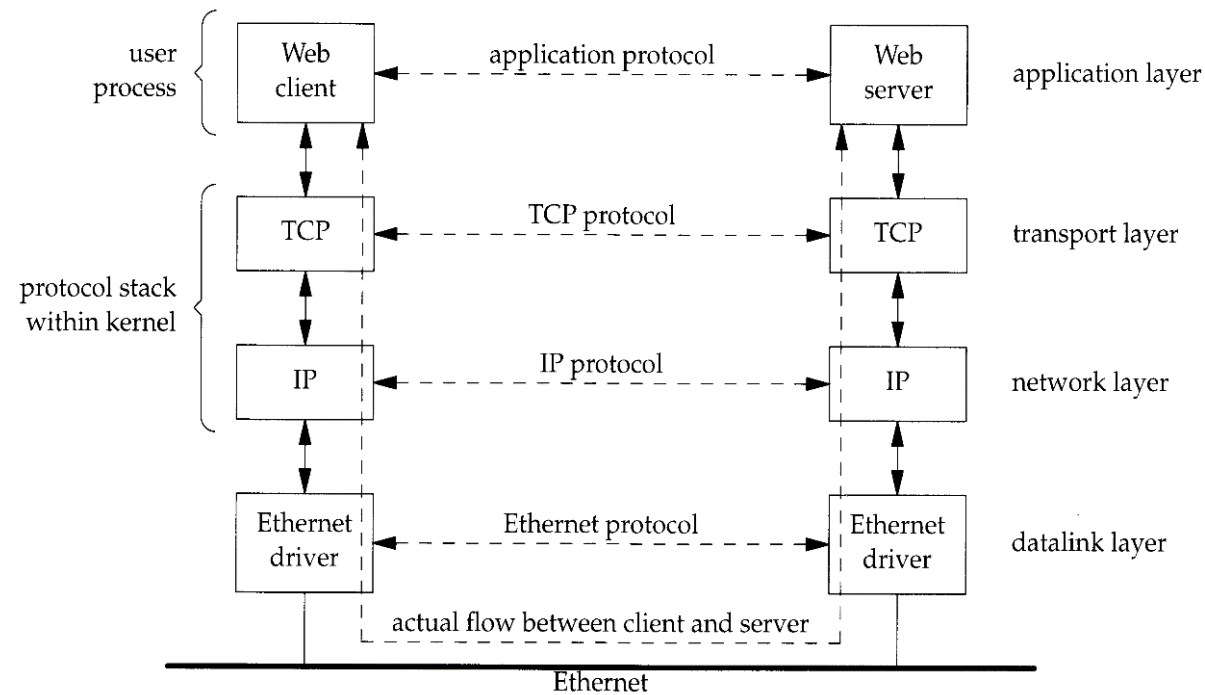 user
process
Web
client
application protocol
Web
server
application layer
protocol stack
within kernel
TCP
TCP protocol
TCP
transport layer
IP
IP protocol
IP
network layer
Ethernet
driver
Ethernet protocol
Ethernet
driver
datalink layer
actual flow between client and server
Ethernet